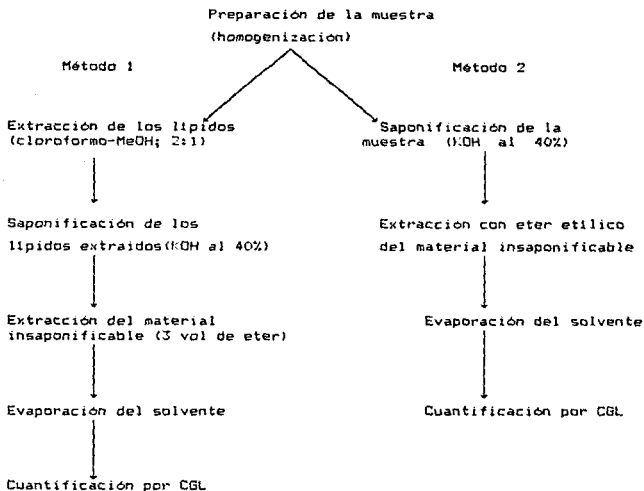 Preparación de la muestra
(homogenización)
Método 1
Método 2
Extracción de los lípidos
(cloroformo-MeOH; 2:1)
Saponificación de la
muestra (KOH al 40%)
Saponificación de los
lípidos extraidos(KOH al 40%)
Extracción con eter etílico
del material insaponificable
Extracción del material
insaponificable (3 vol de eter)
Evaporación del solvente
Evaporación del solvente
Cuantificación por CGL
Cuantificación por CGL